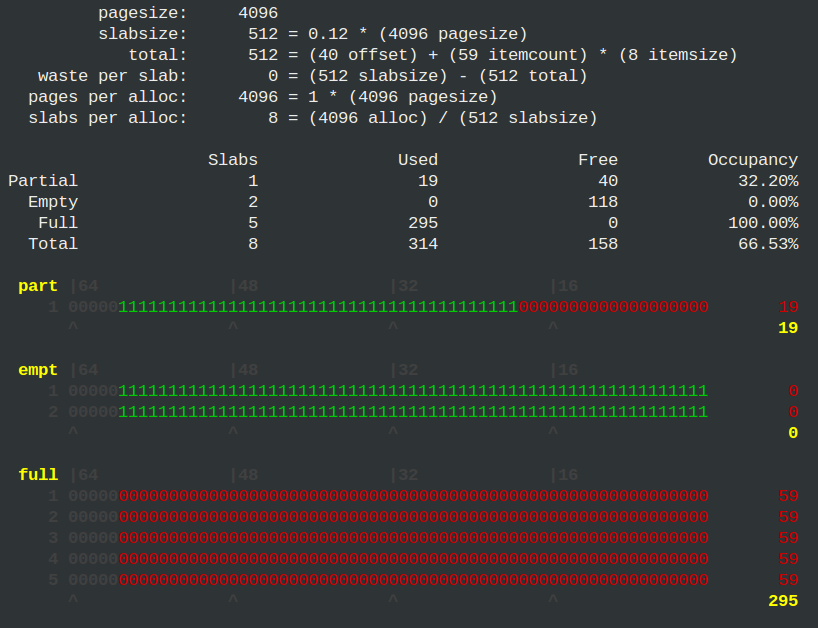 pagesize: 4096
slabsize: 512 = 0.12 * (4096 pagesize)
total: 512 = (40 offset) + (59 itemcount) * (8 itemsize)
waste per slab: 0 = (512 slabsize) - (512 total)
pages per alloc: 4096 = 1 * (4096 pagesize)
slabs per alloc: 8 = (4096 alloc) / (512 slabsize)
Slabs Used Free Occupancy
Partial 1 19 40 32.20%
Empty 2 0 118 0.00%
Full 5 295 0 100.00%
Total 8 314 158 66.53%
part |64 |48 |32 |16
1 0000011111111111111111111111111111111111111110000000000000000000 19
^ ^ ^ ^ 19
empt |64 |48 |32 |16
1 0000011111111111111111111111111111111111111111111111111111111111 0
2 0000011111111111111111111111111111111111111111111111111111111111 0
^ ^ ^ ^ 0
full |64 |48 |32 |16
1 0000000000000000000000000000000000000000000000000000000000000000 59
2 0000000000000000000000000000000000000000000000000000000000000000 59
3 0000000000000000000000000000000000000000000000000000000000000000 59
4 0000000000000000000000000000000000000000000000000000000000000000 59
5 0000000000000000000000000000000000000000000000000000000000000000 59
^ ^ ^ ^ 295